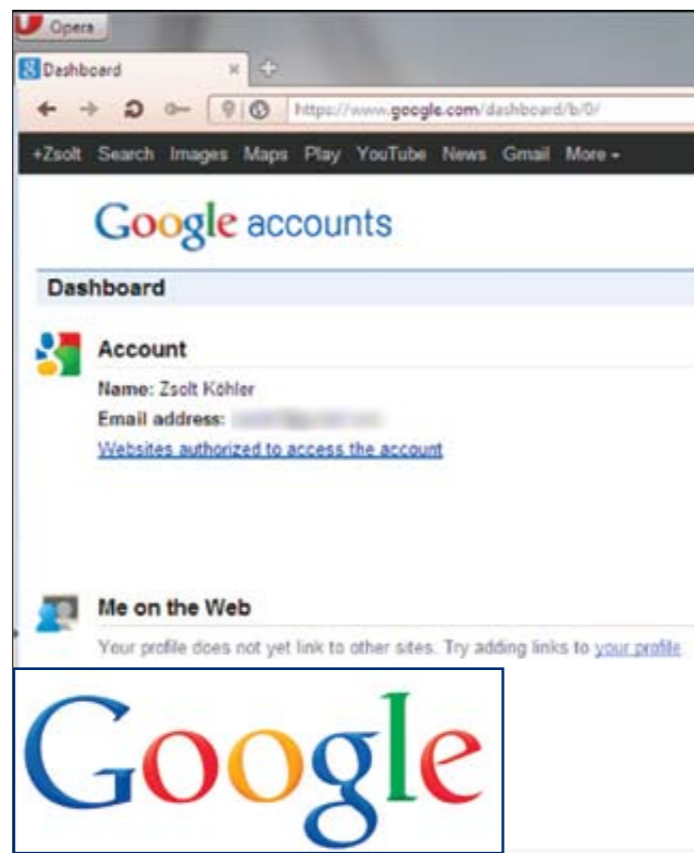 Opera
Dashboard
https://www.google.com/dashboard/b/0/
+Zsolt Search Images Maps Play YouTube News Gmail More
Google accounts
Dashboard
Account
Name: Zsolt Köhler
Email address:
Websites authorized to access the account
Me on the Web
Your profile does not yet link to other sites. Try adding links to your profile
Google